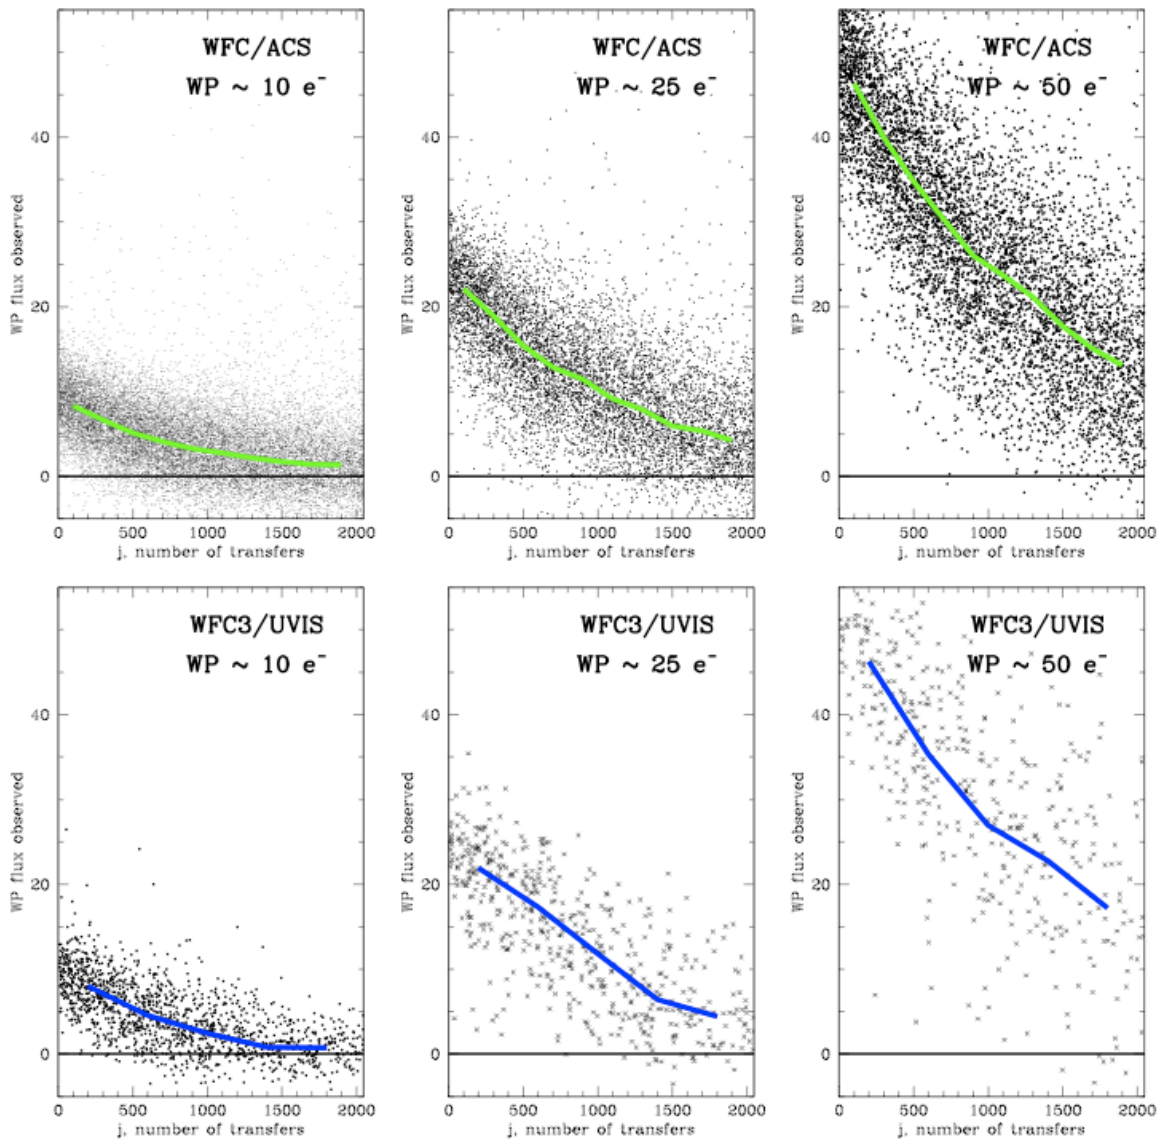 WFC/ACS
WP ~ 10 e⁻
WP flux observed
40
20
0
0 500 1000 1500 2000
j, number of transfers
WFC/ACS
WP ~ 25 e⁻
WP flux observed
40
20
0
0 500 1000 1500 2000
j, number of transfers
WFC/ACS
WP ~ 50 e⁻
WP flux observed
40
20
0
0 500 1000 1500 2000
j, number of transfers
WFC3/UVIS
WP ~ 10 e⁻
WP flux observed
40
20
0
0 500 1000 1500 2000
j, number of transfers
WFC3/UVIS
WP ~ 25 e⁻
WP flux observed
40
20
0
0 500 1000 1500 2000
j, number of transfers
WFC3/UVIS
WP ~ 50 e⁻
WP flux observed
40
20
0
0 500 1000 1500 2000
j, number of transfers